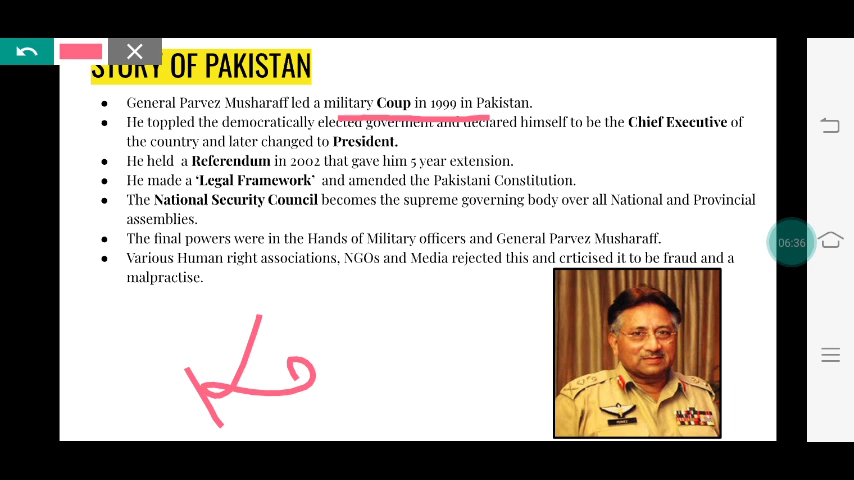 STORY OF PAKISTAN
● General Parvez Musharaff led a military Coup in 1999 in Pakistan.
● He toppled the democratically elected goverment and declared himself to be the Chief Executive of
the country and later changed to President.
● He held a Referendum in 2002 that gave him 5 year extension.
● He made a ‘Legal Framework’ and amended the Pakistani Constitution.
● The National Security Council becomes the supreme governing body over all National and Provincial
assemblies.
● The final powers were in the Hands of Military officers and General Parvez Musharaff.
● Various Human right associations, NGOs and Media rejected this and crticised it to be fraud and a
malpractise.
06:36